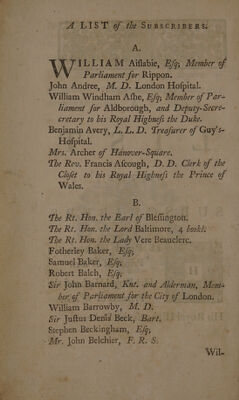 A LIST of the SUBSCRIBERS.
A.
WILLIAM Aiſlabie, Eſq; Member of
Parliament for Rippon.
John Andree, M. D. London Hoſpital.
William Windham Aſhe, Eſq; Member of Par-
liament for Aldborough, and Deputy-Secre-
cretary to his Royal Highneſs the Duke.
Benjamin Avery, L. L. D. Treaſurer of Guy's-
Hoſpital.
Mrs. Archer of Hanover-Square.
The Rev. Francis Aſcough, D. D. Clerk of the
Cloſet to his Royal Highneſs the Prince of
Wales.
B.
The Rt. Hon. the Earl of Bleſſington.
The Rt. Hon. the Lord Baltimore, 4 books.
The Rt. Hon. the Lady Vere Beauclerc.
Fotherley Baker, Eſq;
Samuel Baker, Eſq;
Robert Balch, Eſq;
Sir John Barnard, Knt. and Alderman, Mem-
ber of Parliament for the City of London.
William Barrowby, M. D.
Sir Juſtus Denis Beck, Bart.
Stephen Beckingham, Eſq;
Mr. John Belchier, F. R. S.
Wil-